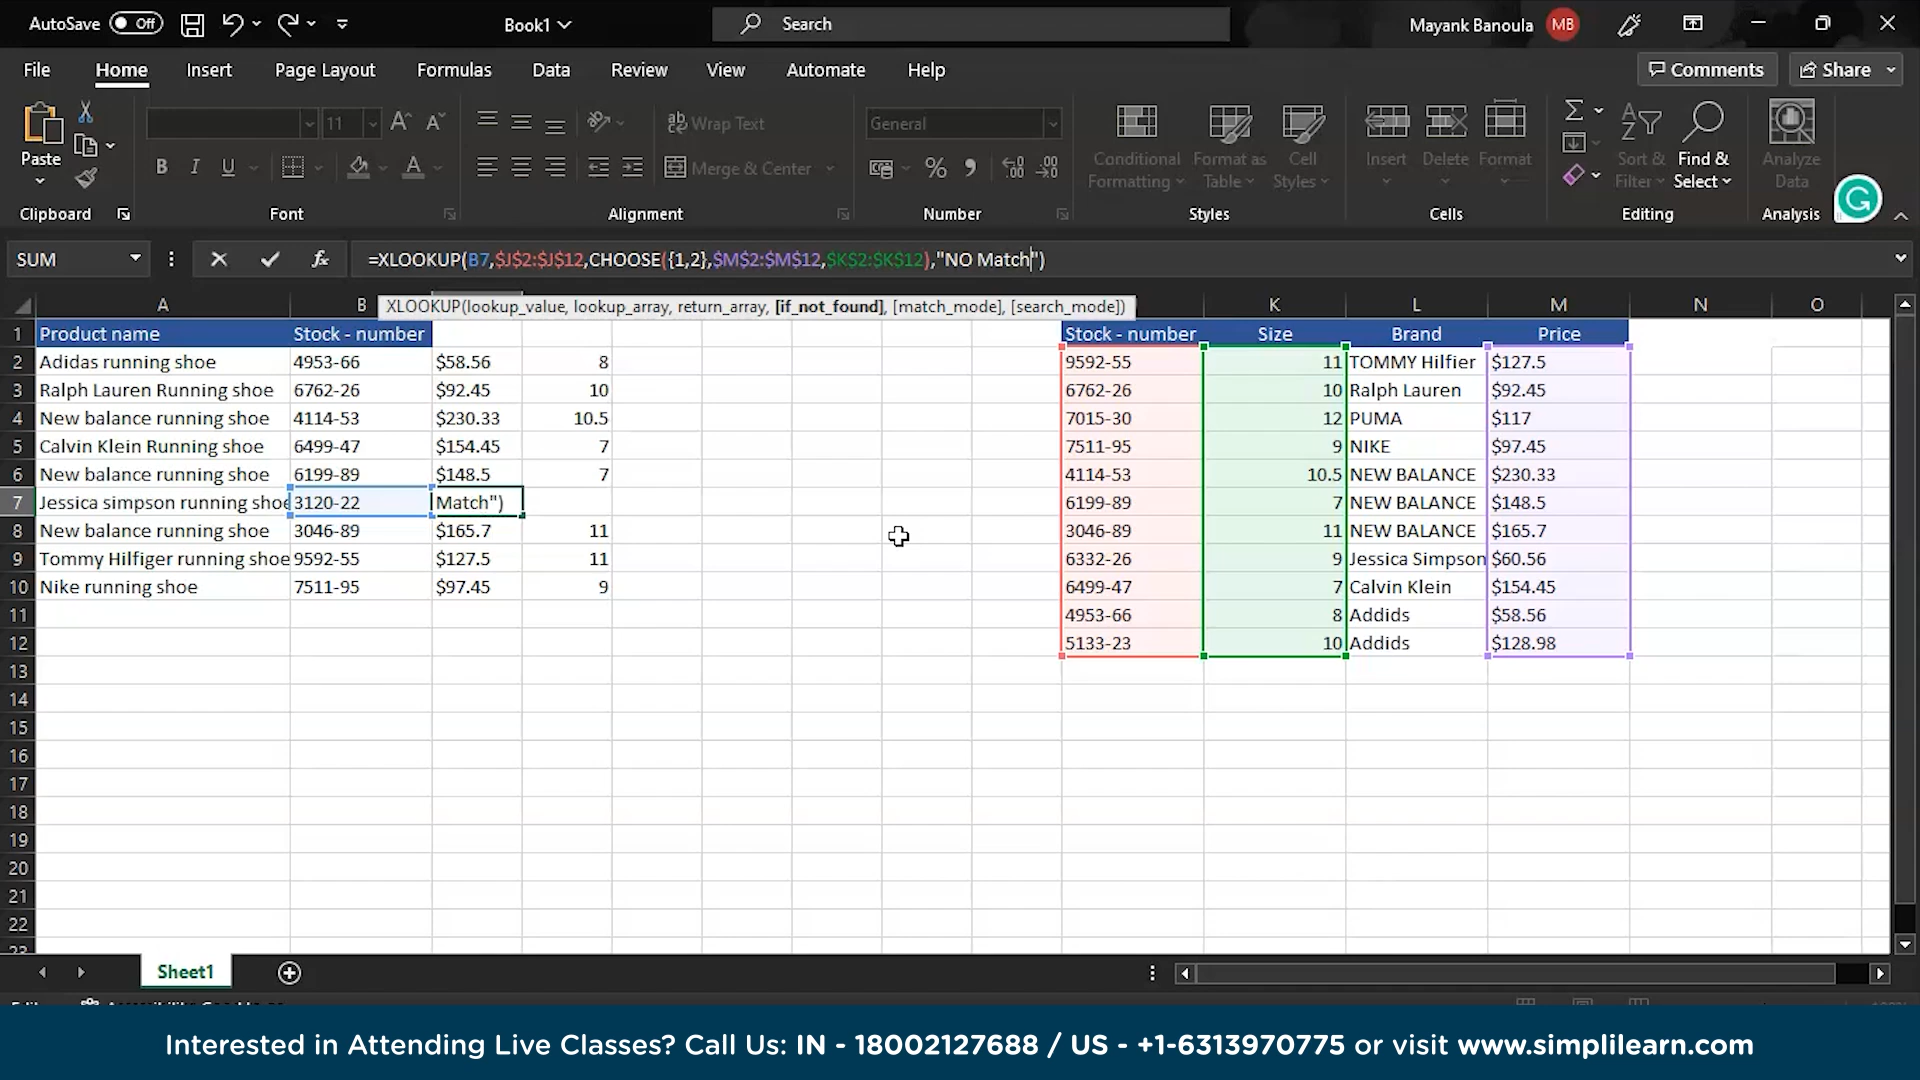 AutoSave Off Book1 Search Mayank Banoula MB
File Home Insert Page Layout Formulas Data Review View Automate Help Comments Share
Paste 11 A A Wrap Text General Conditional Formatting Format as Table Cell Styles Insert Delete Format Sort & Filter Find & Select Analyze Data
B I U A Merge & Center % G
Clipboard Font Alignment Number Styles Cells Editing Analysis
SUM fx =XLOOKUP(B7,$J$2:$J$12,CHOOSE({1,2},$M$2:$M$12,$K$2:$K$12),"NO Match")
XLOOKUP(lookup_value, lookup_array, return_array, [if_not_found], [match_mode], [search_mode])
A B K L M N O
1 Product name Stock - number Stock - number Size Brand Price
2 Adidas running shoe 4953-66 $58.56 8 9592-55 11 TOMMY Hilfier $127.5
3 Ralph Lauren Running shoe 6762-26 $92.45 10 6762-26 10 Ralph Lauren $92.45
4 New balance running shoe 4114-53 $230.33 10.5 7015-30 12 PUMA $117
5 Calvin Klein Running shoe 6499-47 $154.45 7 7511-95 9 NIKE $97.45
6 New balance running shoe 6199-89 $148.5 7 4114-53 10.5 NEW BALANCE $230.33
7 Jessica simpson running shoe 3120-22 Match") 6199-89 7 NEW BALANCE $148.5
8 New balance running shoe 3046-89 $165.7 11 3046-89 11 NEW BALANCE $165.7
9 Tommy Hilfiger running shoe 9592-55 $127.5 11 6332-26 9 Jessica Simpson $60.56
10 Nike running shoe 7511-95 $97.45 9 6499-47 7 Calvin Klein $154.45
11 4953-66 8 Addids $58.56
12 5133-23 10 Addids $128.98
13
14
15
16
17
18
19
20
21
22
23
Sheet1
Interested in Attending Live Classes? Call Us: IN - 18002127688 / US - +1-6313970775 or visit www.simplilearn.com